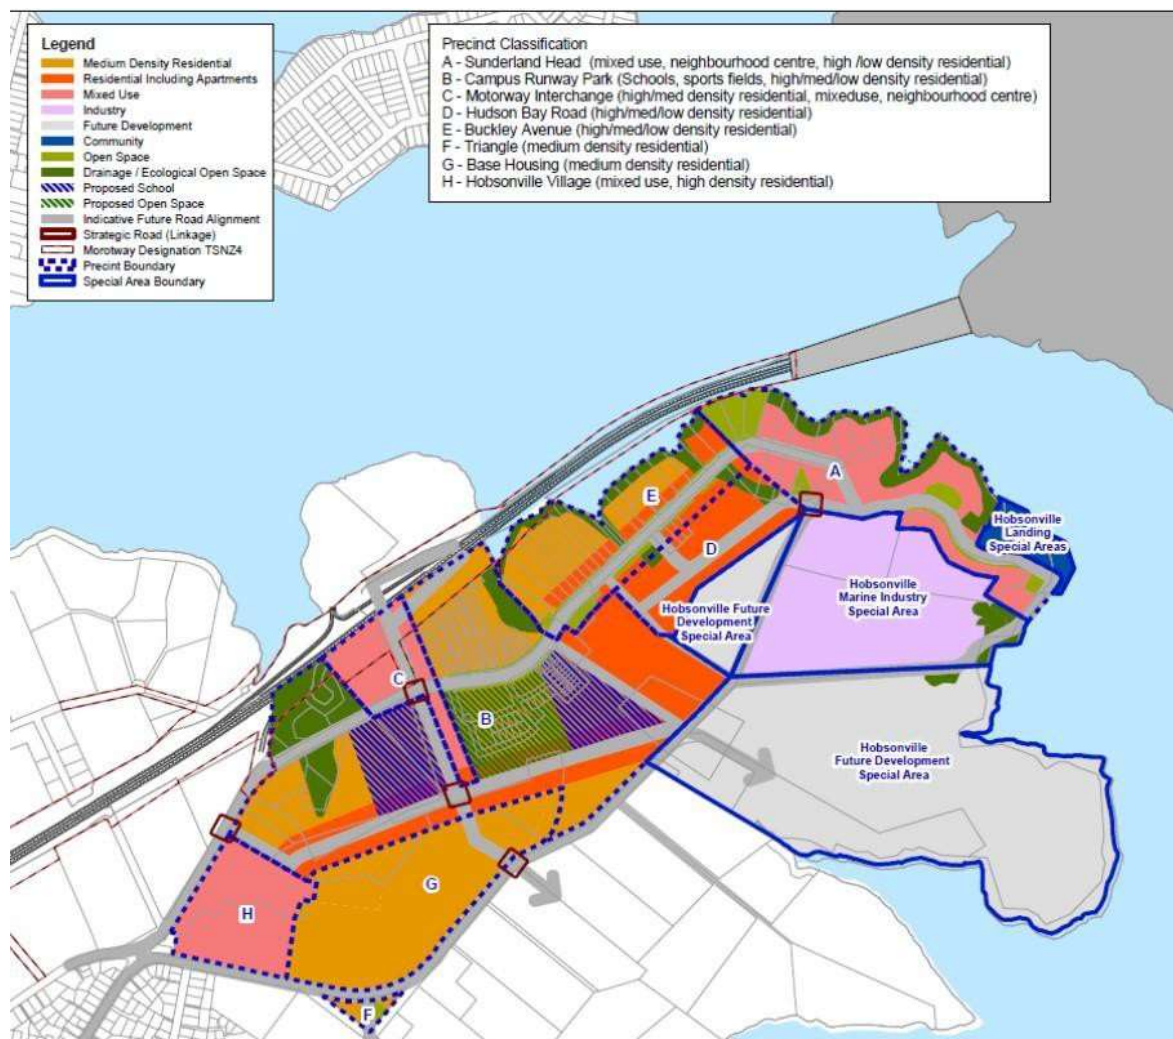 Legend
Medium Density Residential
Residential Including Apartments
Mixed Use
Industry
Future Development
Community
Open Space
Drainage / Ecological Open Space
Proposed School
Proposed Open Space
Indicative Future Road Alignment
Strategic Road (Linkage)
Morotway Designation TSNZ4
Precint Boundary
Special Area Boundary
Precinct Classification
A - Sunderland Head (mixed use, neighbourhood centre, high /low density residential)
B - Campus Runway Park (Schools, sports fields, high/med/low density residential)
C - Motorway Interchange (high/med density residential, mixeduse, neighbourhood centre)
D - Hudson Bay Road (high/med/low density residential)
E - Buckley Avenue (high/med/low density residential)
F - Triangle (medium density residential)
G - Base Housing (medium density residential)
H - Hobsonville Village (mixed use, high density residential)
A
E
Hobsonville
Landing
Special Areas
D
Hobsonville
Marine Industry
Special Area
Hobsonville Future
Development
Special Area
C
B
Hobsonville
Future Development
Special Area
G
H
F